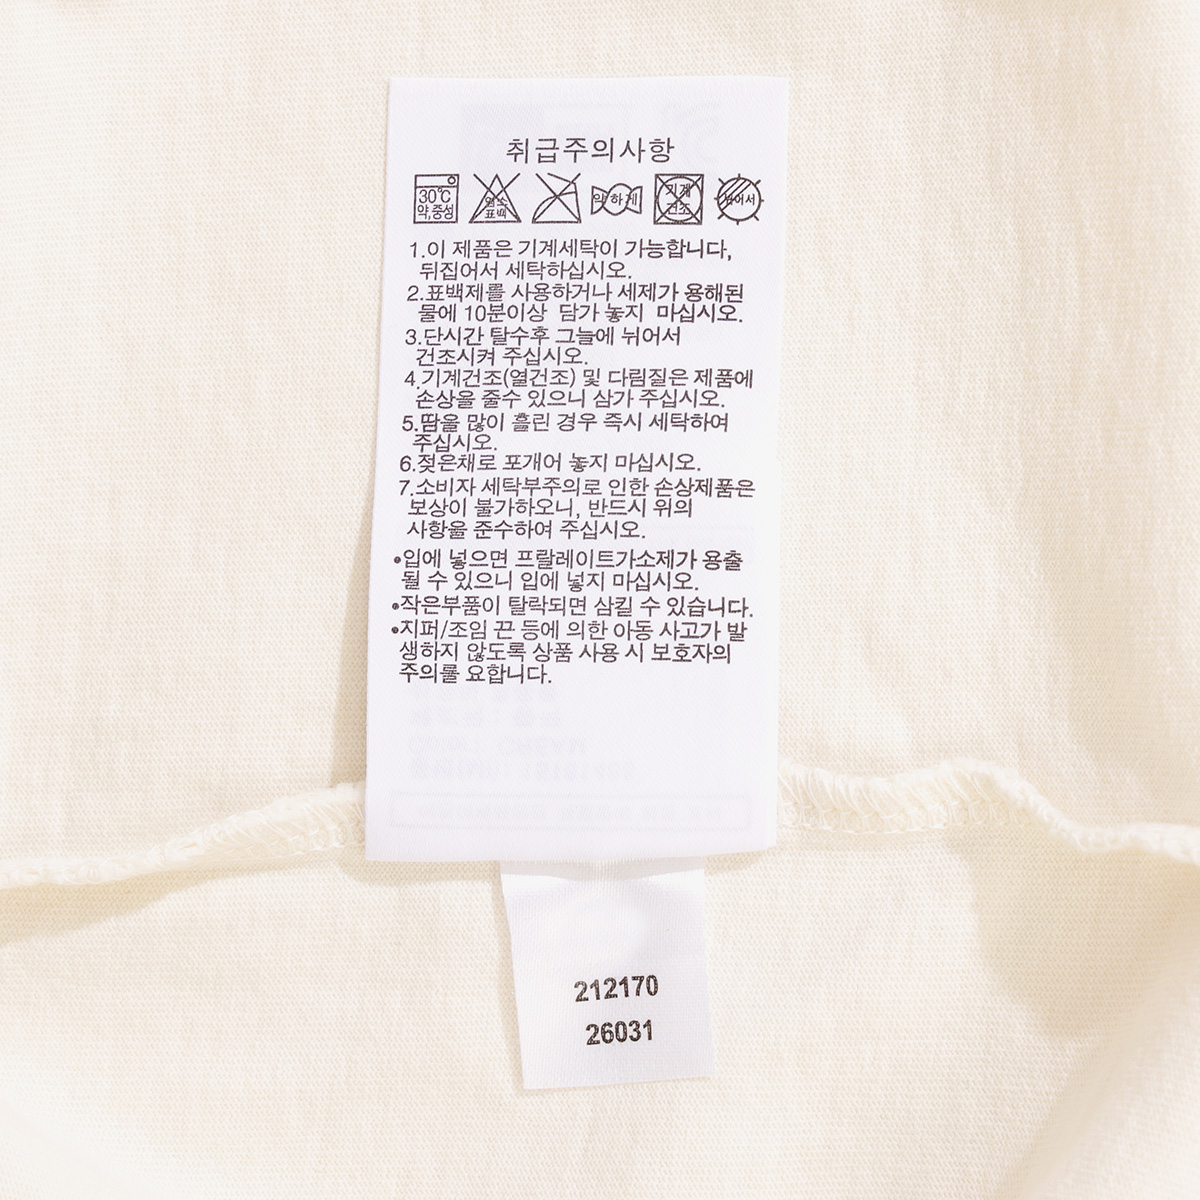 취급주의사항
30℃ 약,중성
염소 표백
약하게
기계 건조
뉘어서
1.이 제품은 기계세탁이 가능합니다,
뒤집어서 세탁하십시오.
2.표백제를 사용하거나 세제가 용해된
물에 10분이상 담가 놓지 마십시오.
3.단시간 탈수후 그늘에 뉘어서
건조시켜 주십시오.
4.기계건조(열건조) 및 다림질은 제품에
손상을 줄수 있으니 삼가 주십시오.
5.땀을 많이 흘린 경우 즉시 세탁하여
주십시오.
6.젖은채로 포개어 놓지 마십시오.
7.소비자 세탁부주의로 인한 손상제품은
보상이 불가하오니, 반드시 위의
사항을 준수하여 주십시오.
•입에 넣으면 프탈레이트가소제가 용출
될 수 있으니 입에 넣지 마십시오.
•작은부품이 탈락되면 삼킬 수 있습니다.
•지퍼/조임 끈 등에 의한 아동 사고가 발
생하지 않도록 상품 사용 시 보호자의
주의를 요합니다.
212170
26031